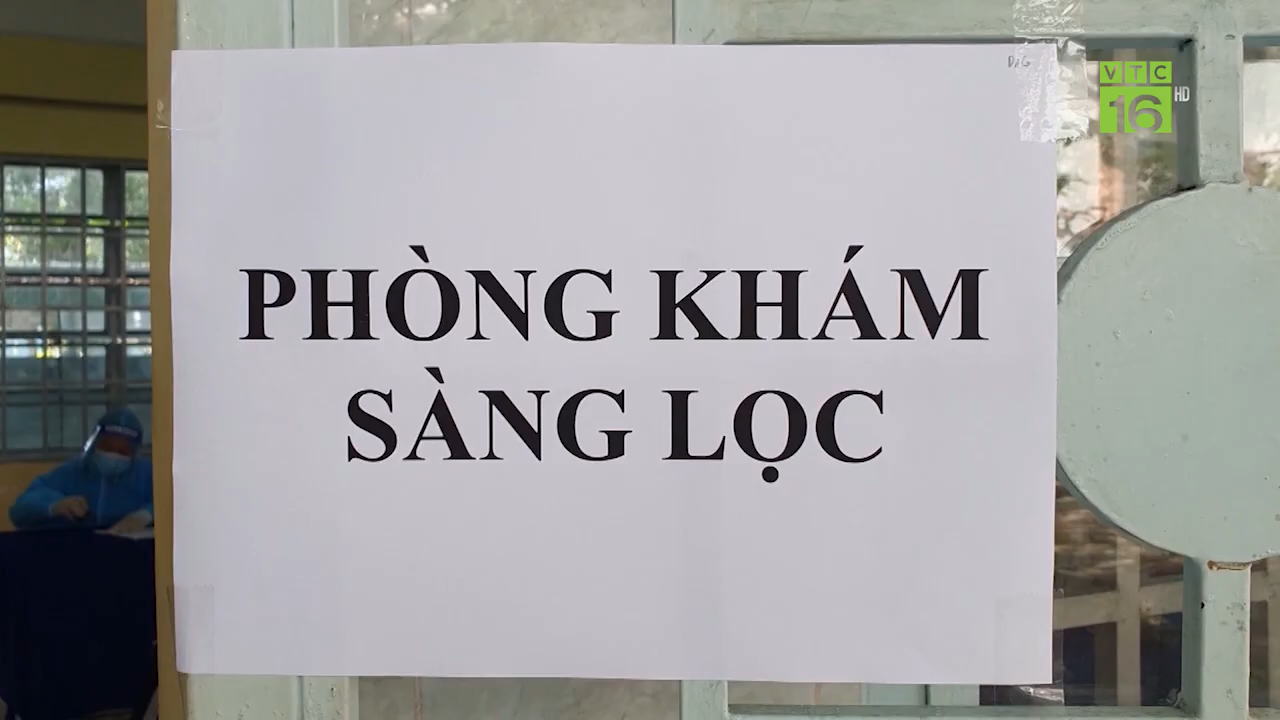 VTC
16 HD
PHÒNG KHÁM
SÀNG LỌC